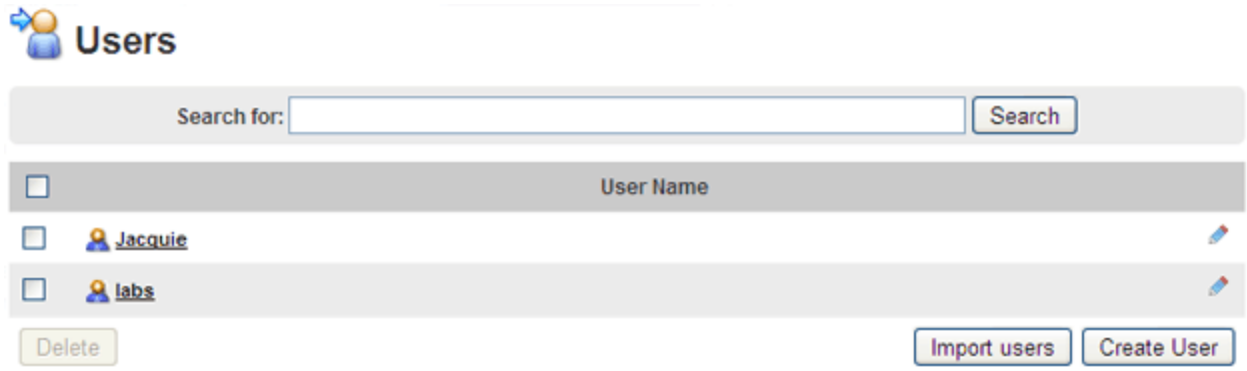 Users
Search for: Search
User Name
Jacquie
labs
Delete Import users Create User